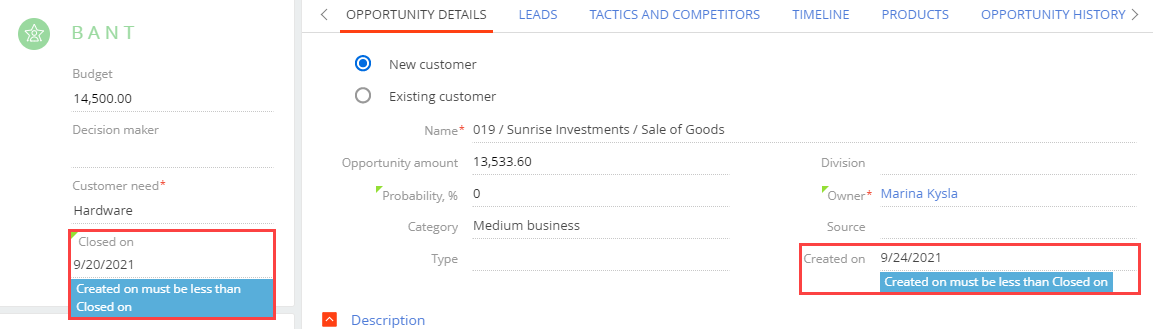 BANT
Budget
14,500.00
Decision maker
Customer need*
Hardware
Closed on
9/20/2021
Created on must be less than
Closed on
OPPORTUNITY DETAILS LEADS TACTICS AND COMPETITORS TIMELINE PRODUCTS OPPORTUNITY HISTORY
New customer
Existing customer
Name* 019 / Sunrise Investments / Sale of Goods
Opportunity amount 13,533.60 Division
Probability, % 0 Owner* Marina Kysla
Category Medium business Source
Type Created on 9/24/2021
Created on must be less than Closed on
Description